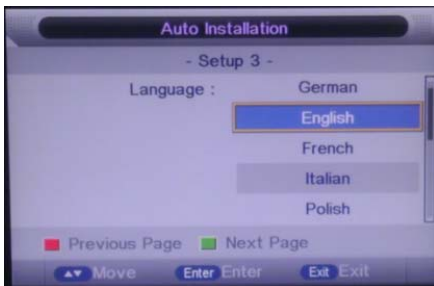 Auto Installation
- Setup 3 -
Language : German
English
French
Italian
Polish
Previous Page Next Page
Move Enter Enter Exit Exit